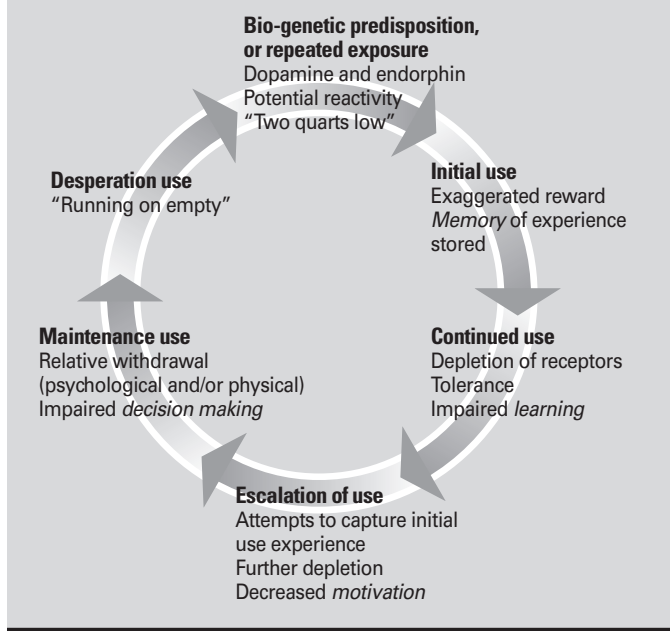 Bio-genetic predisposition,
or repeated exposure
Dopamine and endorphin
Potential reactivity
“Two quarts low”
Initial use
Exaggerated reward
Memory of experience
stored
Continued use
Depletion of receptors
Tolerance
Impaired learning
Escalation of use
Attempts to capture initial
use experience
Further depletion
Decreased motivation
Maintenance use
Relative withdrawal
(psychological and/or physical)
Impaired decision making
Desperation use
“Running on empty”